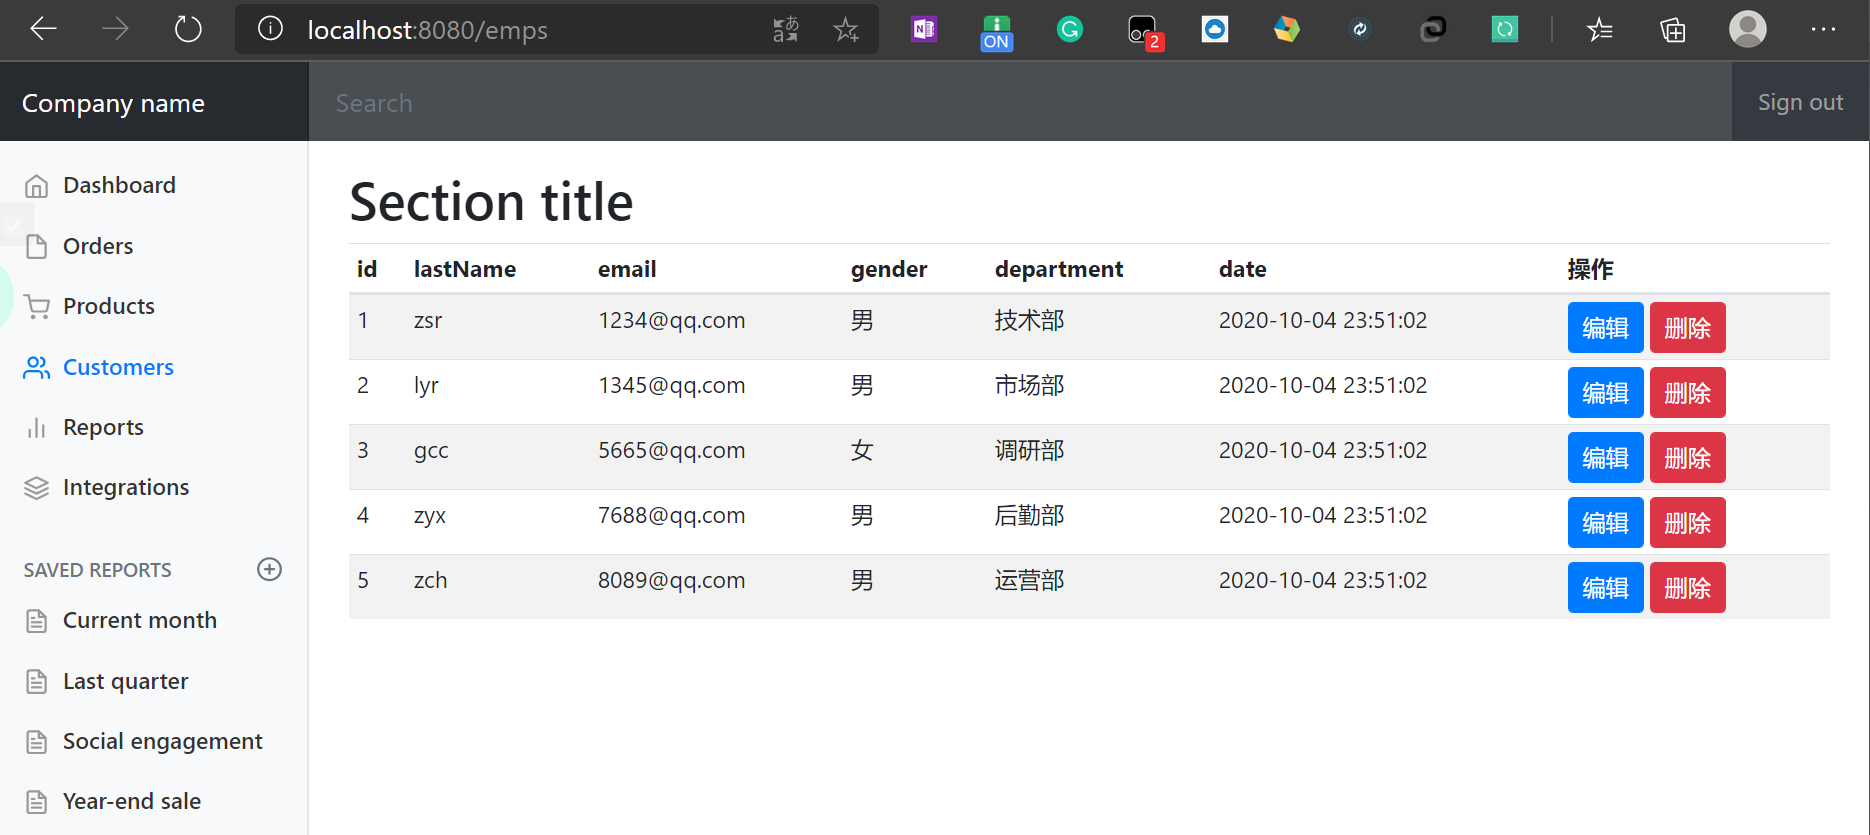 localhost:8080/emps
ON
2
Company name
Search
Sign out
Dashboard
Orders
Products
Customers
Reports
Integrations
SAVED REPORTS
Current month
Last quarter
Social engagement
Year-end sale
Section title
id lastName email gender department date 操作
1 zsr 1234@qq.com 男 技术部 2020-10-04 23:51:02 编辑 删除
2 lyr 1345@qq.com 男 市场部 2020-10-04 23:51:02 编辑 删除
3 gcc 5665@qq.com 女 调研部 2020-10-04 23:51:02 编辑 删除
4 zyx 7688@qq.com 男 后勤部 2020-10-04 23:51:02 编辑 删除
5 zch 8089@qq.com 男 运营部 2020-10-04 23:51:02 编辑 删除